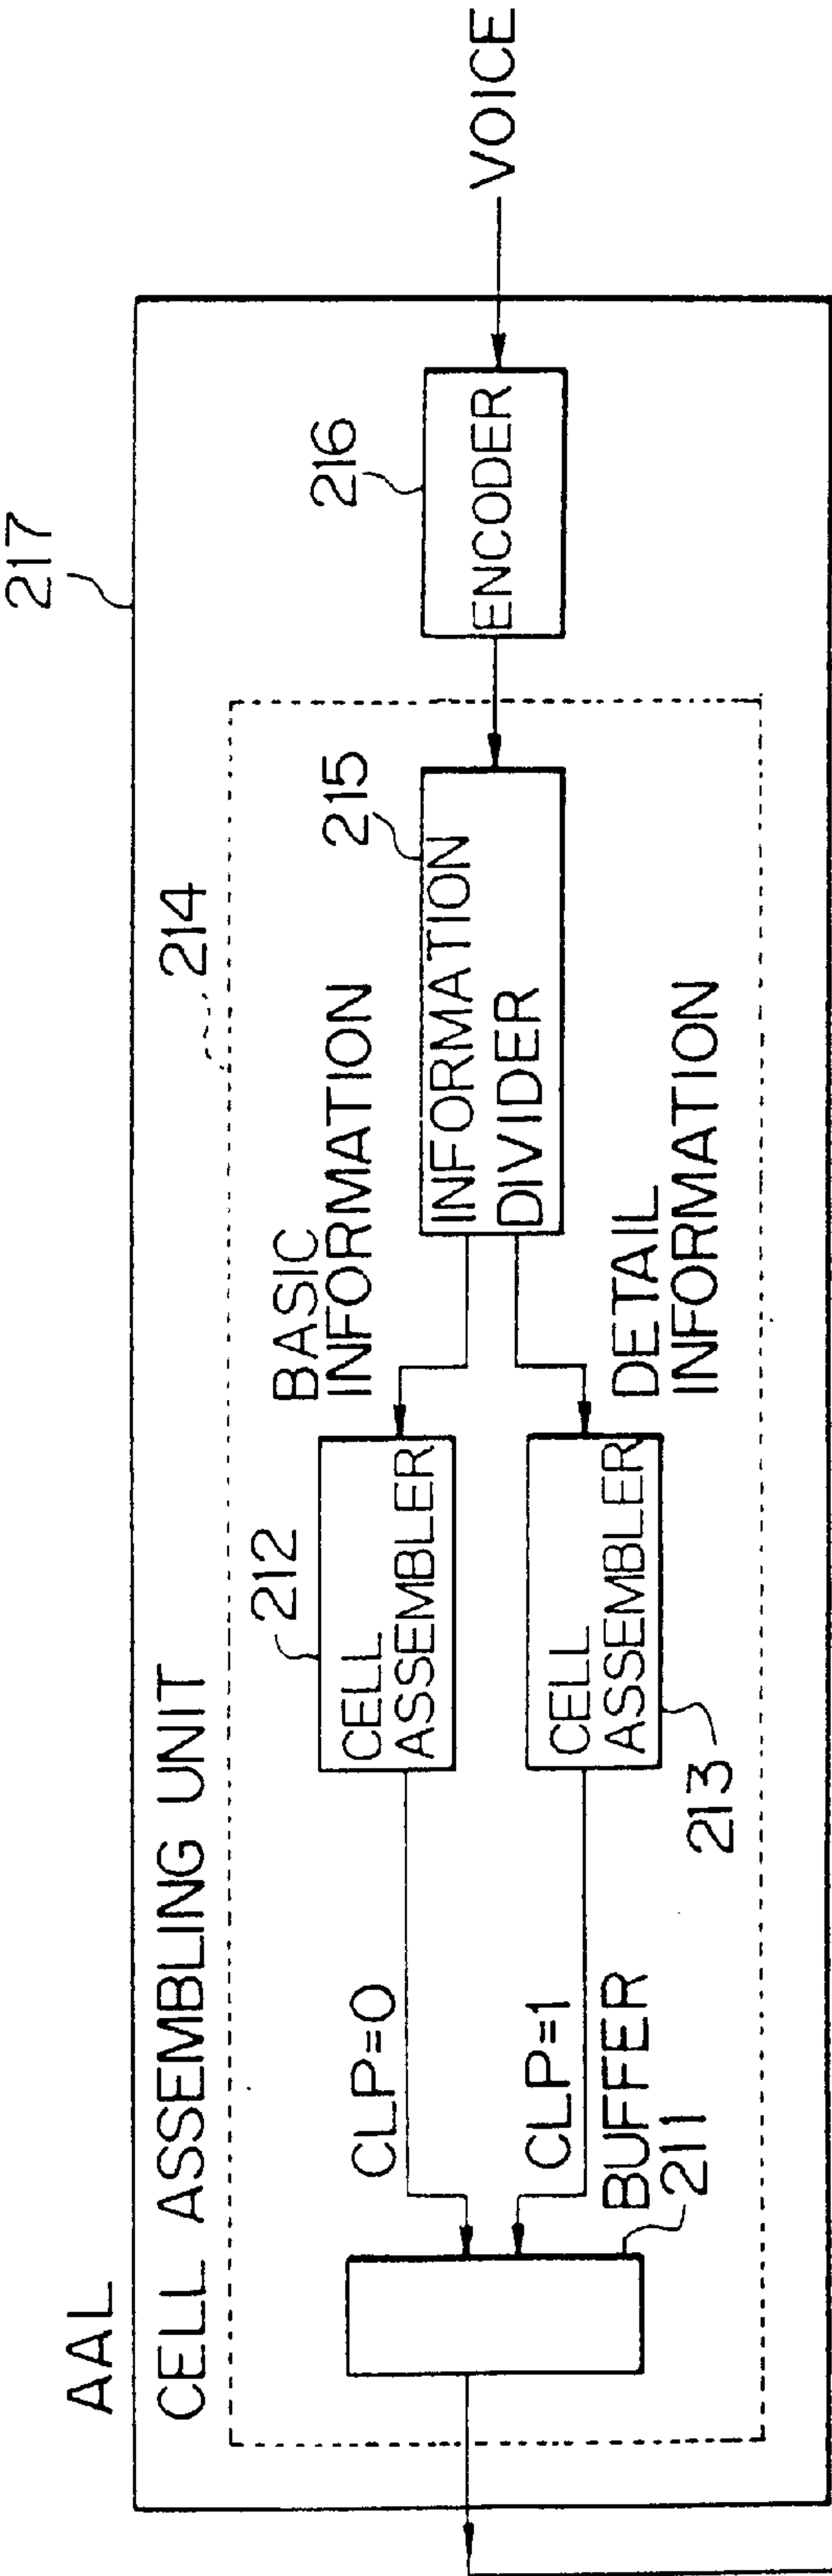 AAL
217
CELL ASSEMBLING UNIT
214
BASIC
INFORMATION
212
215
216
CELL
ASSEMBLER
INFORMATION
DIVIDER
ENCODER
VOICE
CLP=0
CLP=1
BUFFER
211
CELL
ASSEMBLER
213
DETAIL
INFORMATION